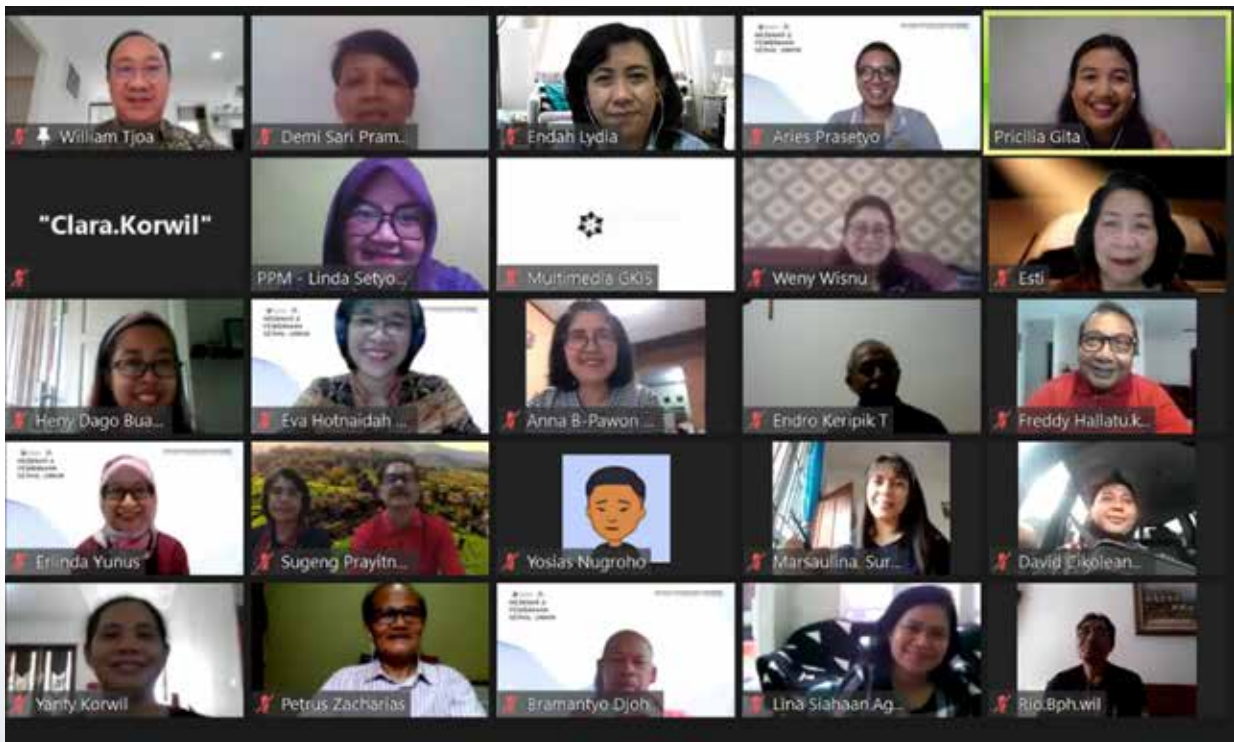 William Tjoa
Demi Sari Pram...
Endah Lydia
Aries Prasetyo
Pricilia Gita
"Clara.Korwil"
PPM - Linda Setyo...
Multimedia GKIS
Weny Wisnu
Esti
Heny Dago Bua...
Eva Hotnaidah ...
Anna B-Pawon ...
Endro Keripik T
Freddy Hallatu.k...
Erlinda Yunus
Sugeng Prayitn...
Yosias Nugroho
Marsaulina. Sur...
David Cikolean...
Yanty Korwil
Petrus Zacharias
Bramantyo Djoh...
Lina Siahaan.Ag...
Rio.Bph.wil